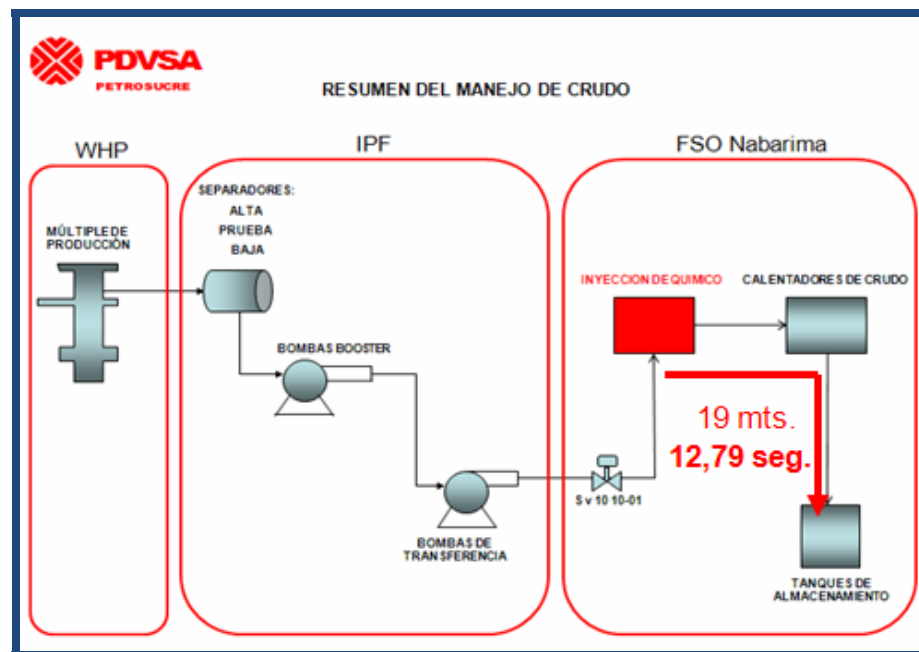 PDVSA
PETROSUCRE
RESUMEN DEL MANEJO DE CRUDO
WHP
IPF
FSO Nabarima
MÚLTIPLE DE
PRODUCCIÓN
SEPARADORES:
ALTA
PRUEBA
BAJA
BOMBAS BOOSTER
BOMBAS DE
TRANSFERENCIA
S v 10 10-01
INYECCION DE QUIMICO
CALENTADORES DE CRUDO
19 mts.
12,79 seg.
TANQUES DE
ALMACENAMIENTO